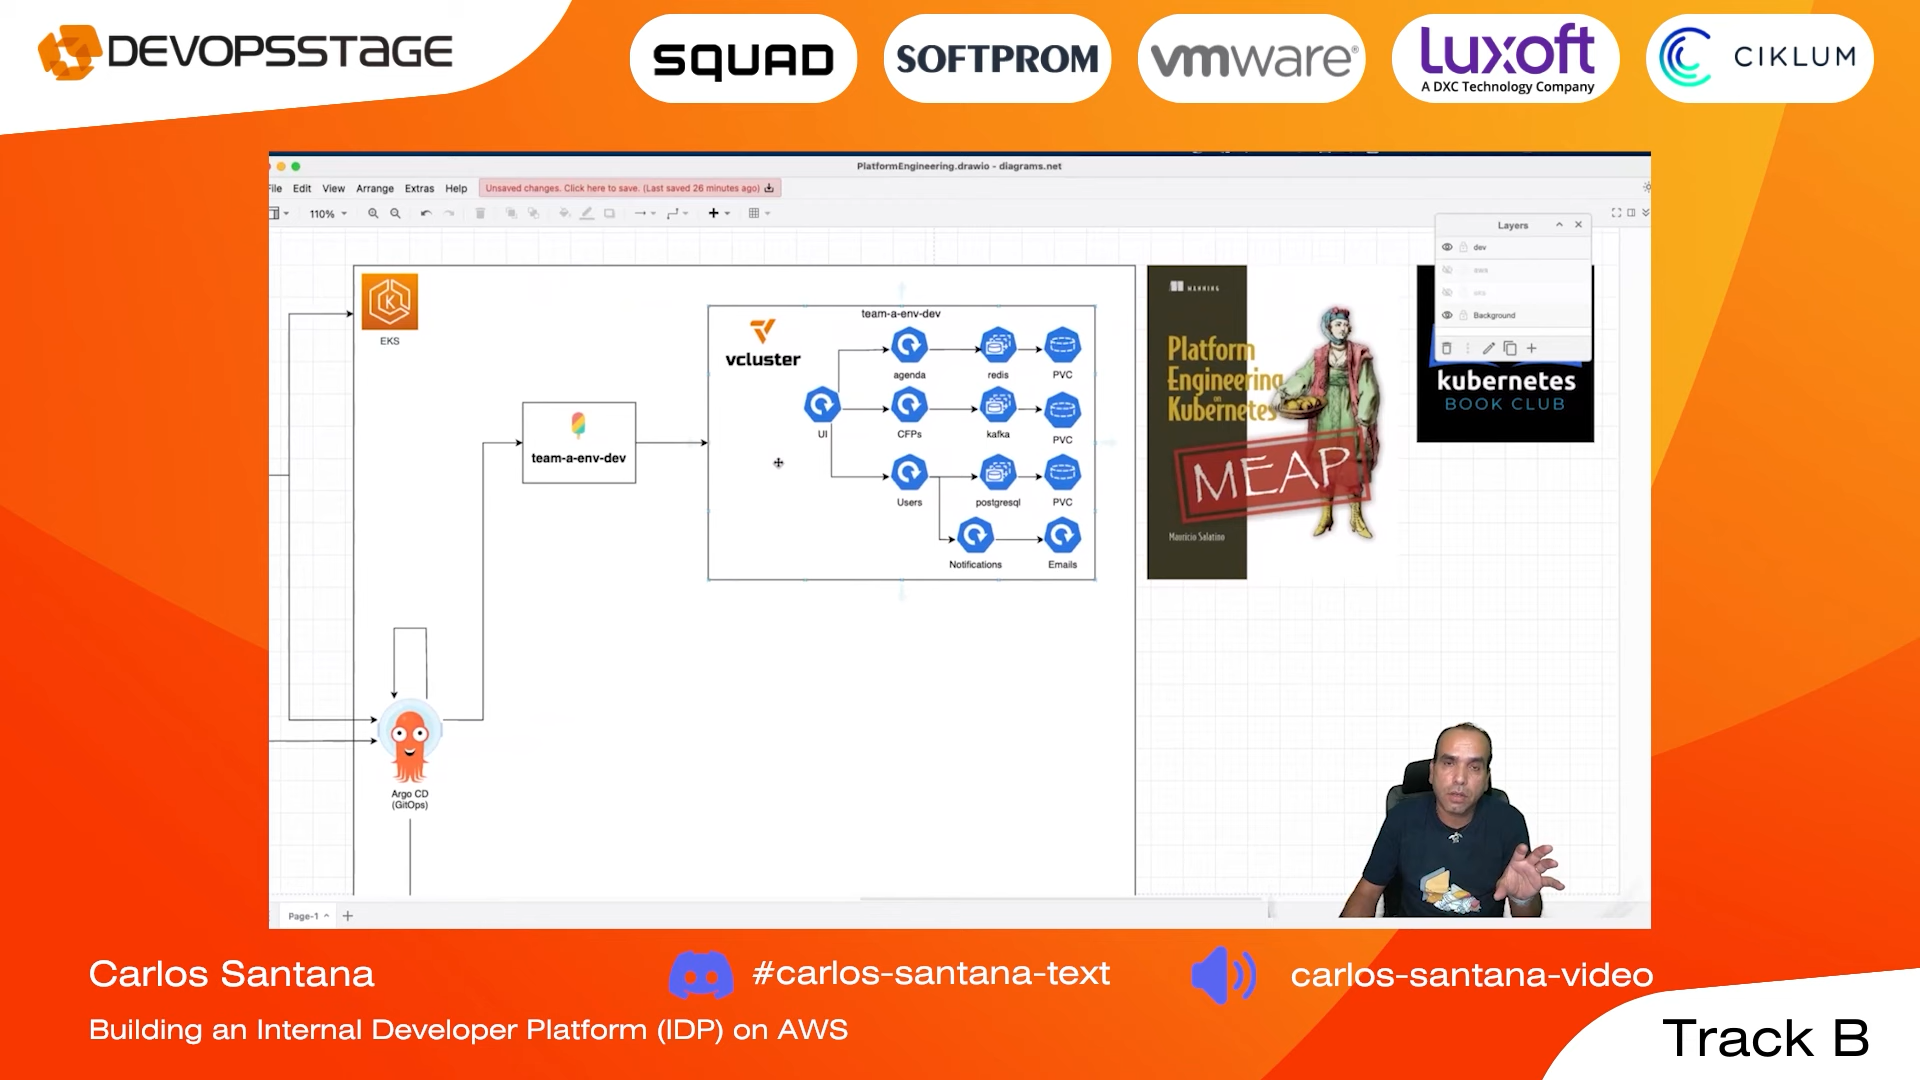 DEVOPSSTAGE
SQUAD
SOFTPROM
vmware®
Luxoft
A DXC Technology Company
CIKLUM
PlatformEngineering.drawio - diagrams.net
File Edit View Arrange Extras Help
Unsaved changes. Click here to save. (Last saved 26 minutes ago)
110%
Layers
dev
aws
Background
EKS
team-a-env-dev
vcluster
agenda
redis
PVC
UI
CFPs
kafka
PVC
team-a-env-dev
Users
postgresql
PVC
Notifications
Emails
Argo CD
(GitOps)
MANNING
Platform
Engineering
on
Kubernetes
MEAP
Mauricio Salatino
kubernetes
BOOK CLUB
Page-1
Carlos Santana
#carlos-santana-text
carlos-santana-video
Building an Internal Developer Platform (IDP) on AWS
Track B